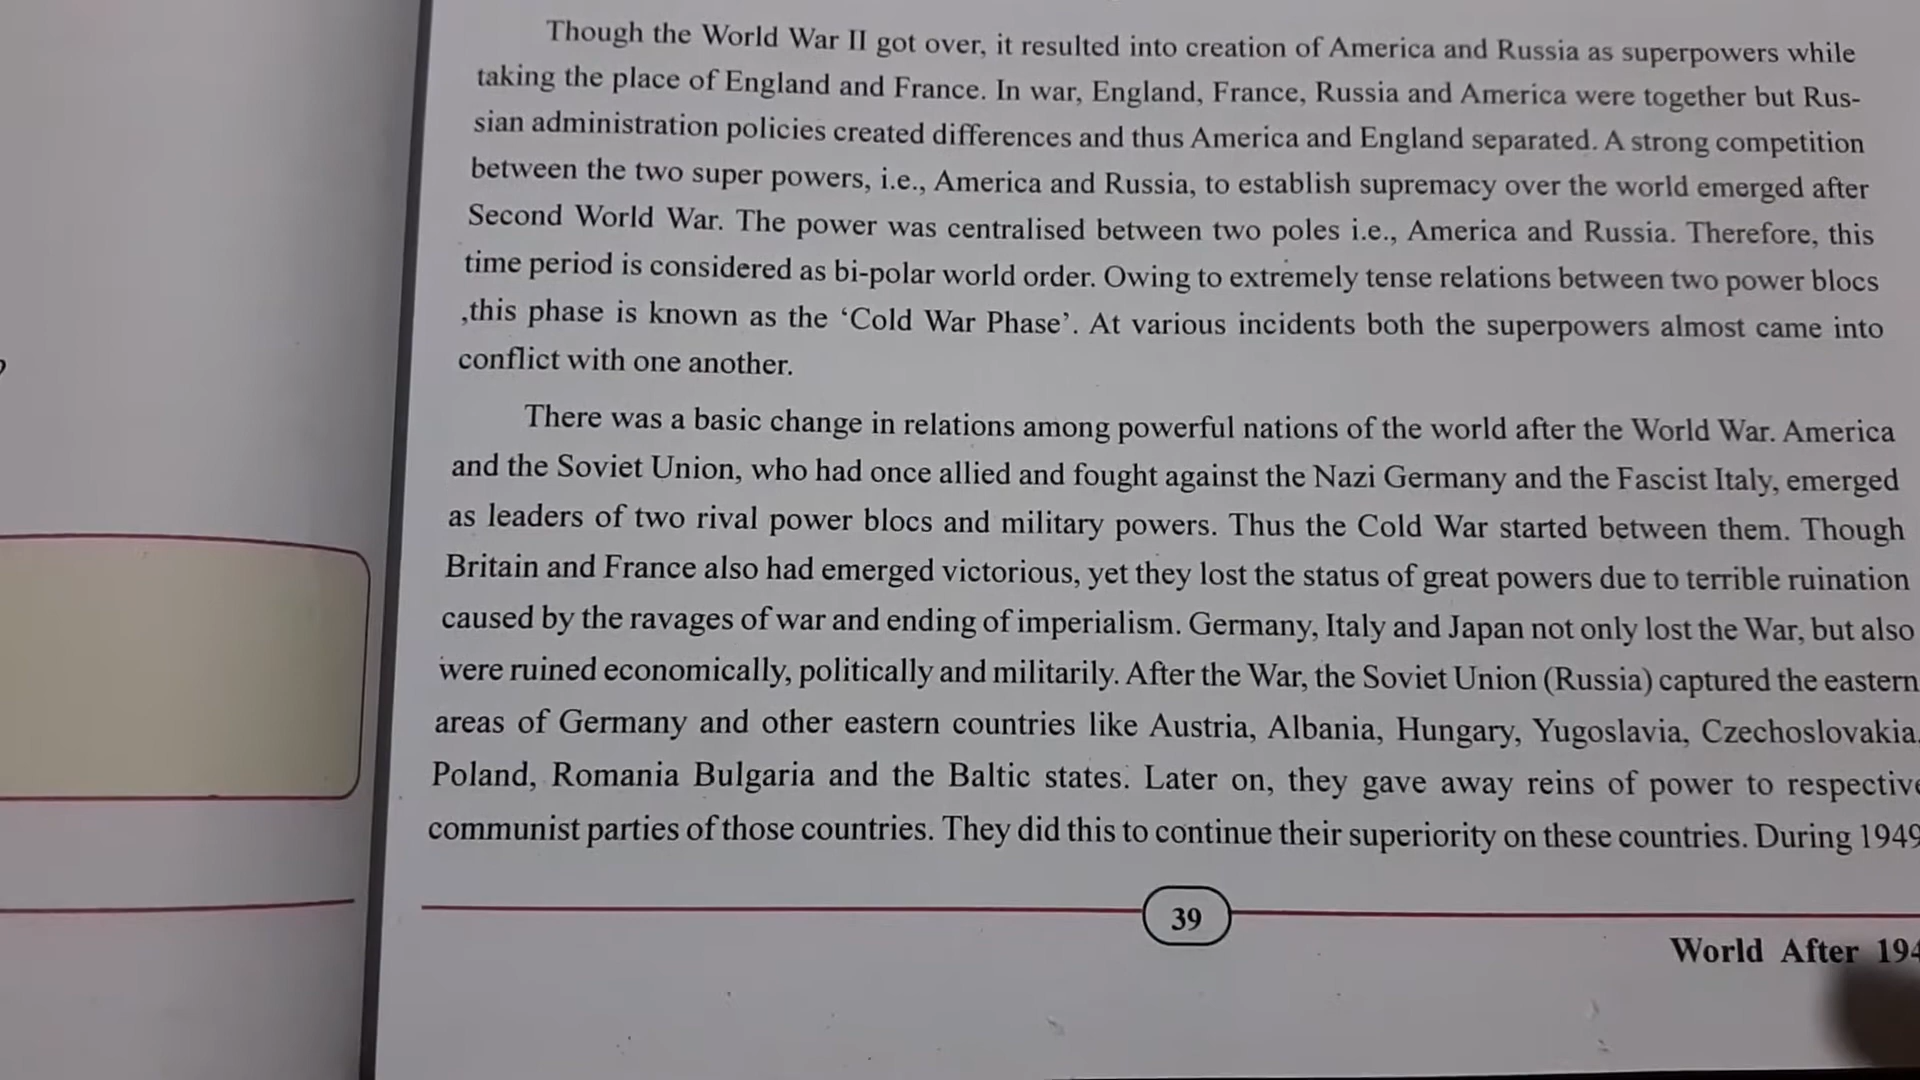 Though the World War II got over, it resulted into creation of America and Russia as superpowers while
taking the place of England and France. In war, England, France, Russia and America were together but Rus-
sian administration policies created differences and thus America and England separated. A strong competition
between the two super powers, i.e., America and Russia, to establish supremacy over the world emerged after
Second World War. The power was centralised between two poles i.e., America and Russia. Therefore, this
time period is considered as bi-polar world order. Owing to extremely tense relations between two power blocs
,this phase is known as the ‘Cold War Phase’. At various incidents both the superpowers almost came into
conflict with one another.
There was a basic change in relations among powerful nations of the world after the World War. America
and the Soviet Union, who had once allied and fought against the Nazi Germany and the Fascist Italy, emerged
as leaders of two rival power blocs and military powers. Thus the Cold War started between them. Though
Britain and France also had emerged victorious, yet they lost the status of great powers due to terrible ruination
caused by the ravages of war and ending of imperialism. Germany, Italy and Japan not only lost the War, but also
were ruined economically, politically and militarily. After the War, the Soviet Union (Russia) captured the eastern
areas of Germany and other eastern countries like Austria, Albania, Hungary, Yugoslavia, Czechoslovakia,
Poland, Romania Bulgaria and the Baltic states. Later on, they gave away reins of power to respective
communist parties of those countries. They did this to continue their superiority on these countries. During 1949
39
World After 194